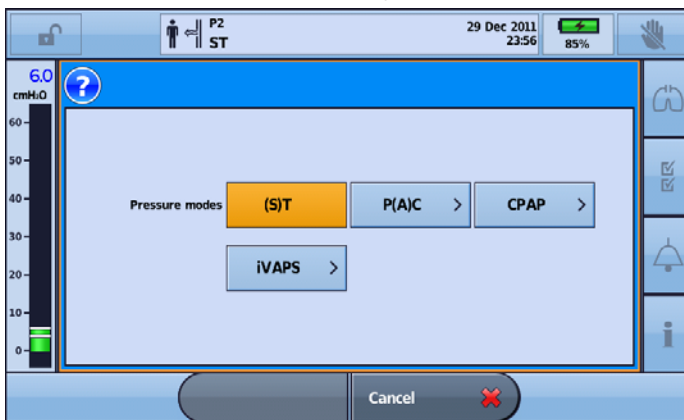 P2
ST
29 Dec 2011
23:56
85%
6.0
cmH₂O
60
50
40
30
20
10
0
?
Pressure modes (S)T P(A)C > CPAP >
iVAPS >
i
Cancel